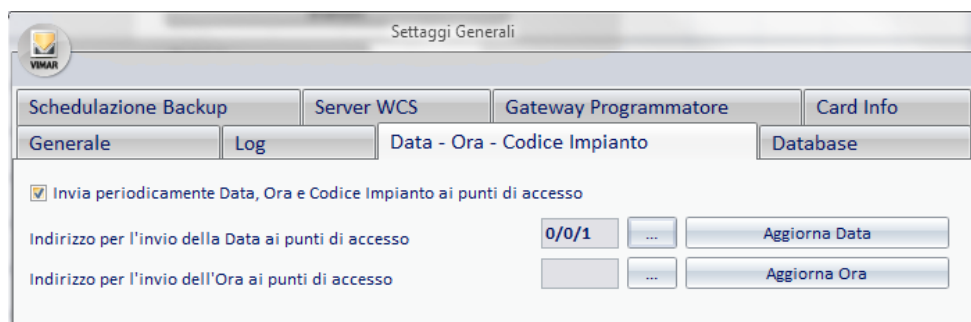 Settaggi Generali
VIMAR
Schedulazione Backup Server WCS Gateway Programmatore Card Info
Generale Log Data - Ora - Codice Impianto Database
Invia periodicamente Data, Ora e Codice Impianto ai punti di accesso
Indirizzo per l'invio della Data ai punti di accesso 0/0/1 ... Aggiorna Data
Indirizzo per l'invio dell'Ora ai punti di accesso ... Aggiorna Ora